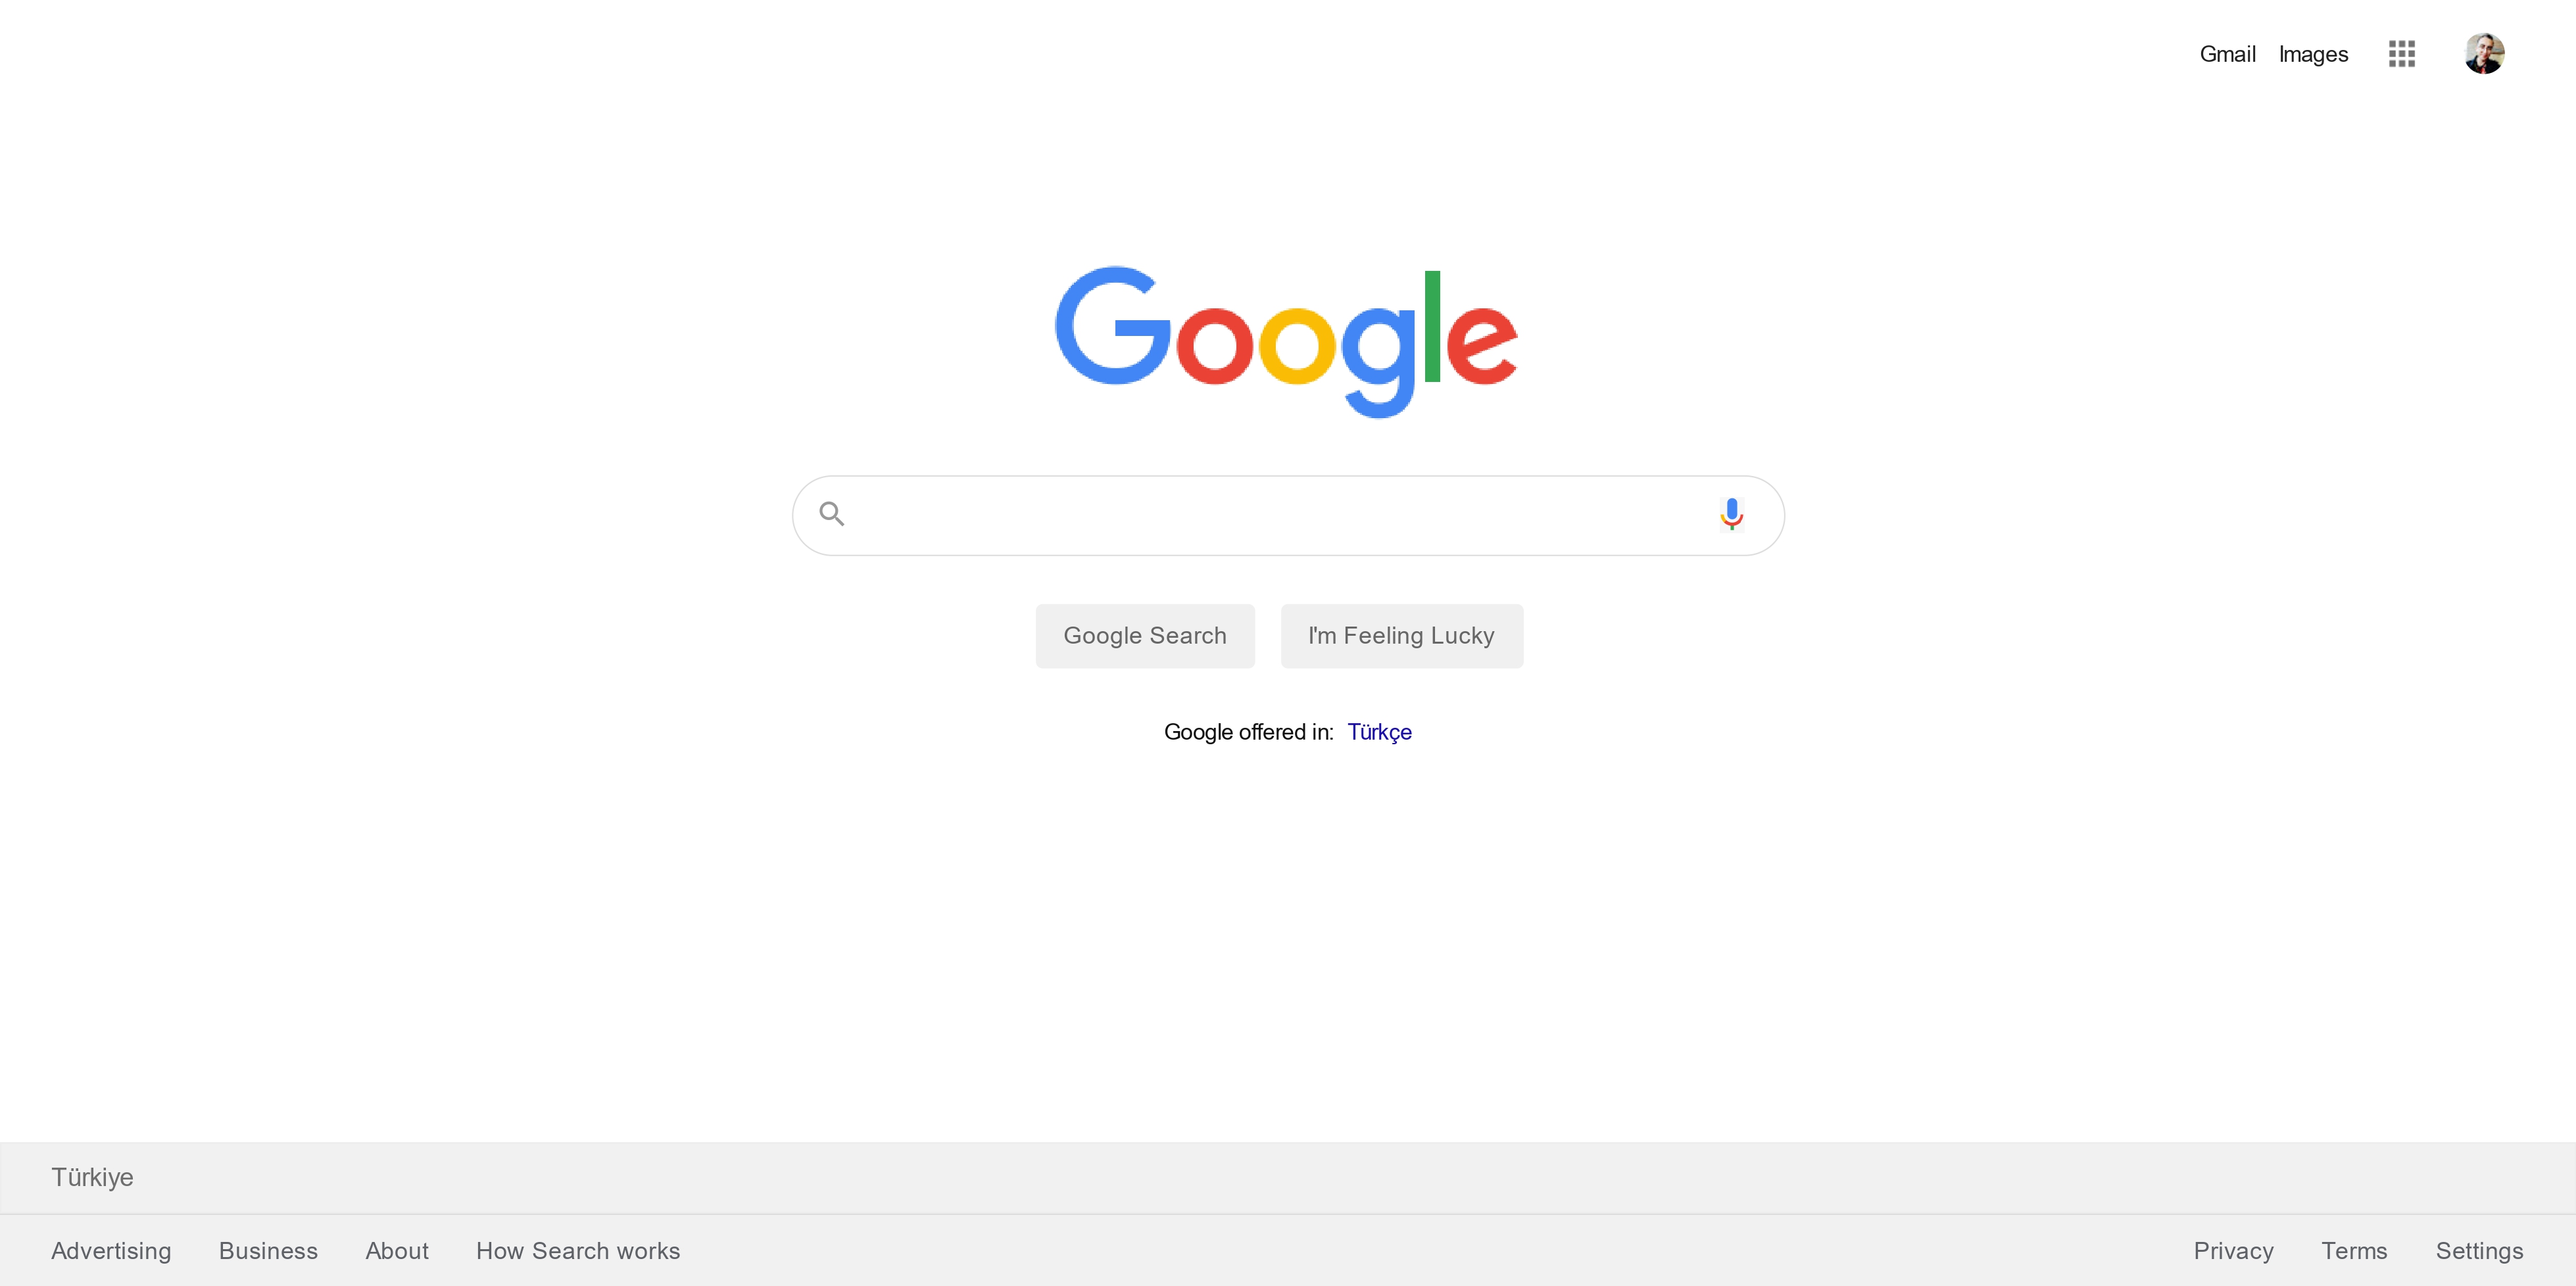 Gmail Images
Google
Google Search I'm Feeling Lucky
Google offered in: Türkçe
Türkiye
Advertising Business About How Search works Privacy Terms Settings